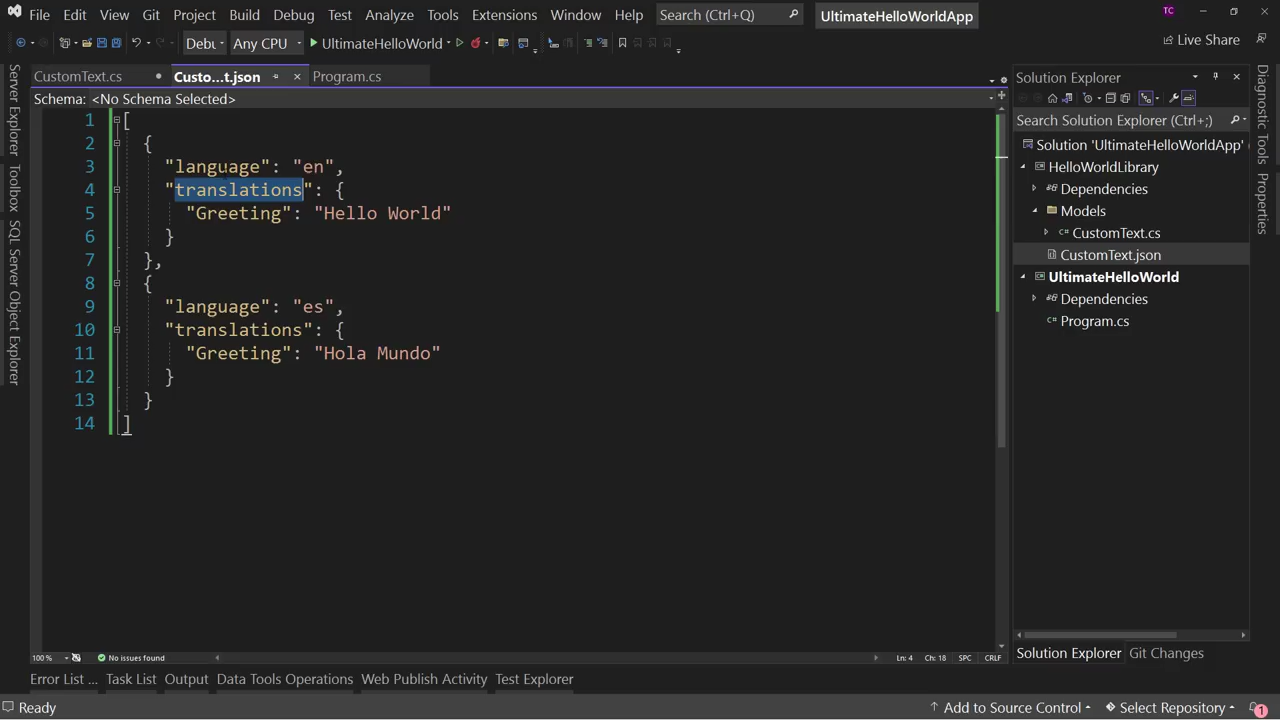 File Edit View Git Project Build Debug Test Analyze Tools Extensions Window Help Search (Ctrl+Q) UltimateHelloWorldApp TC
Debu Any CPU UltimateHelloWorld Live Share
CustomText.cs Custo...t.json Program.cs
Schema: <No Schema Selected>
1 [
2 {
3 "language": "en",
4 "translations": {
5 "Greeting": "Hello World"
6 }
7 },
8 {
9 "language": "es",
10 "translations": {
11 "Greeting": "Hola Mundo"
12 }
13 }
14 ]
100 % No issues found Ln: 4 Ch: 18 SPC CRLF
Server Explorer
Toolbox
SQL Server Object Explorer
Solution Explorer
Search Solution Explorer (Ctrl+;)
Solution 'UltimateHelloWorldApp' (
HelloWorldLibrary
Dependencies
Models
CustomText.cs
CustomText.json
UltimateHelloWorld
Dependencies
Program.cs
Solution Explorer Git Changes
Diagnostic Tools
Properties
Error List ... Task List Output Data Tools Operations Web Publish Activity Test Explorer
Ready Add to Source Control Select Repository 1